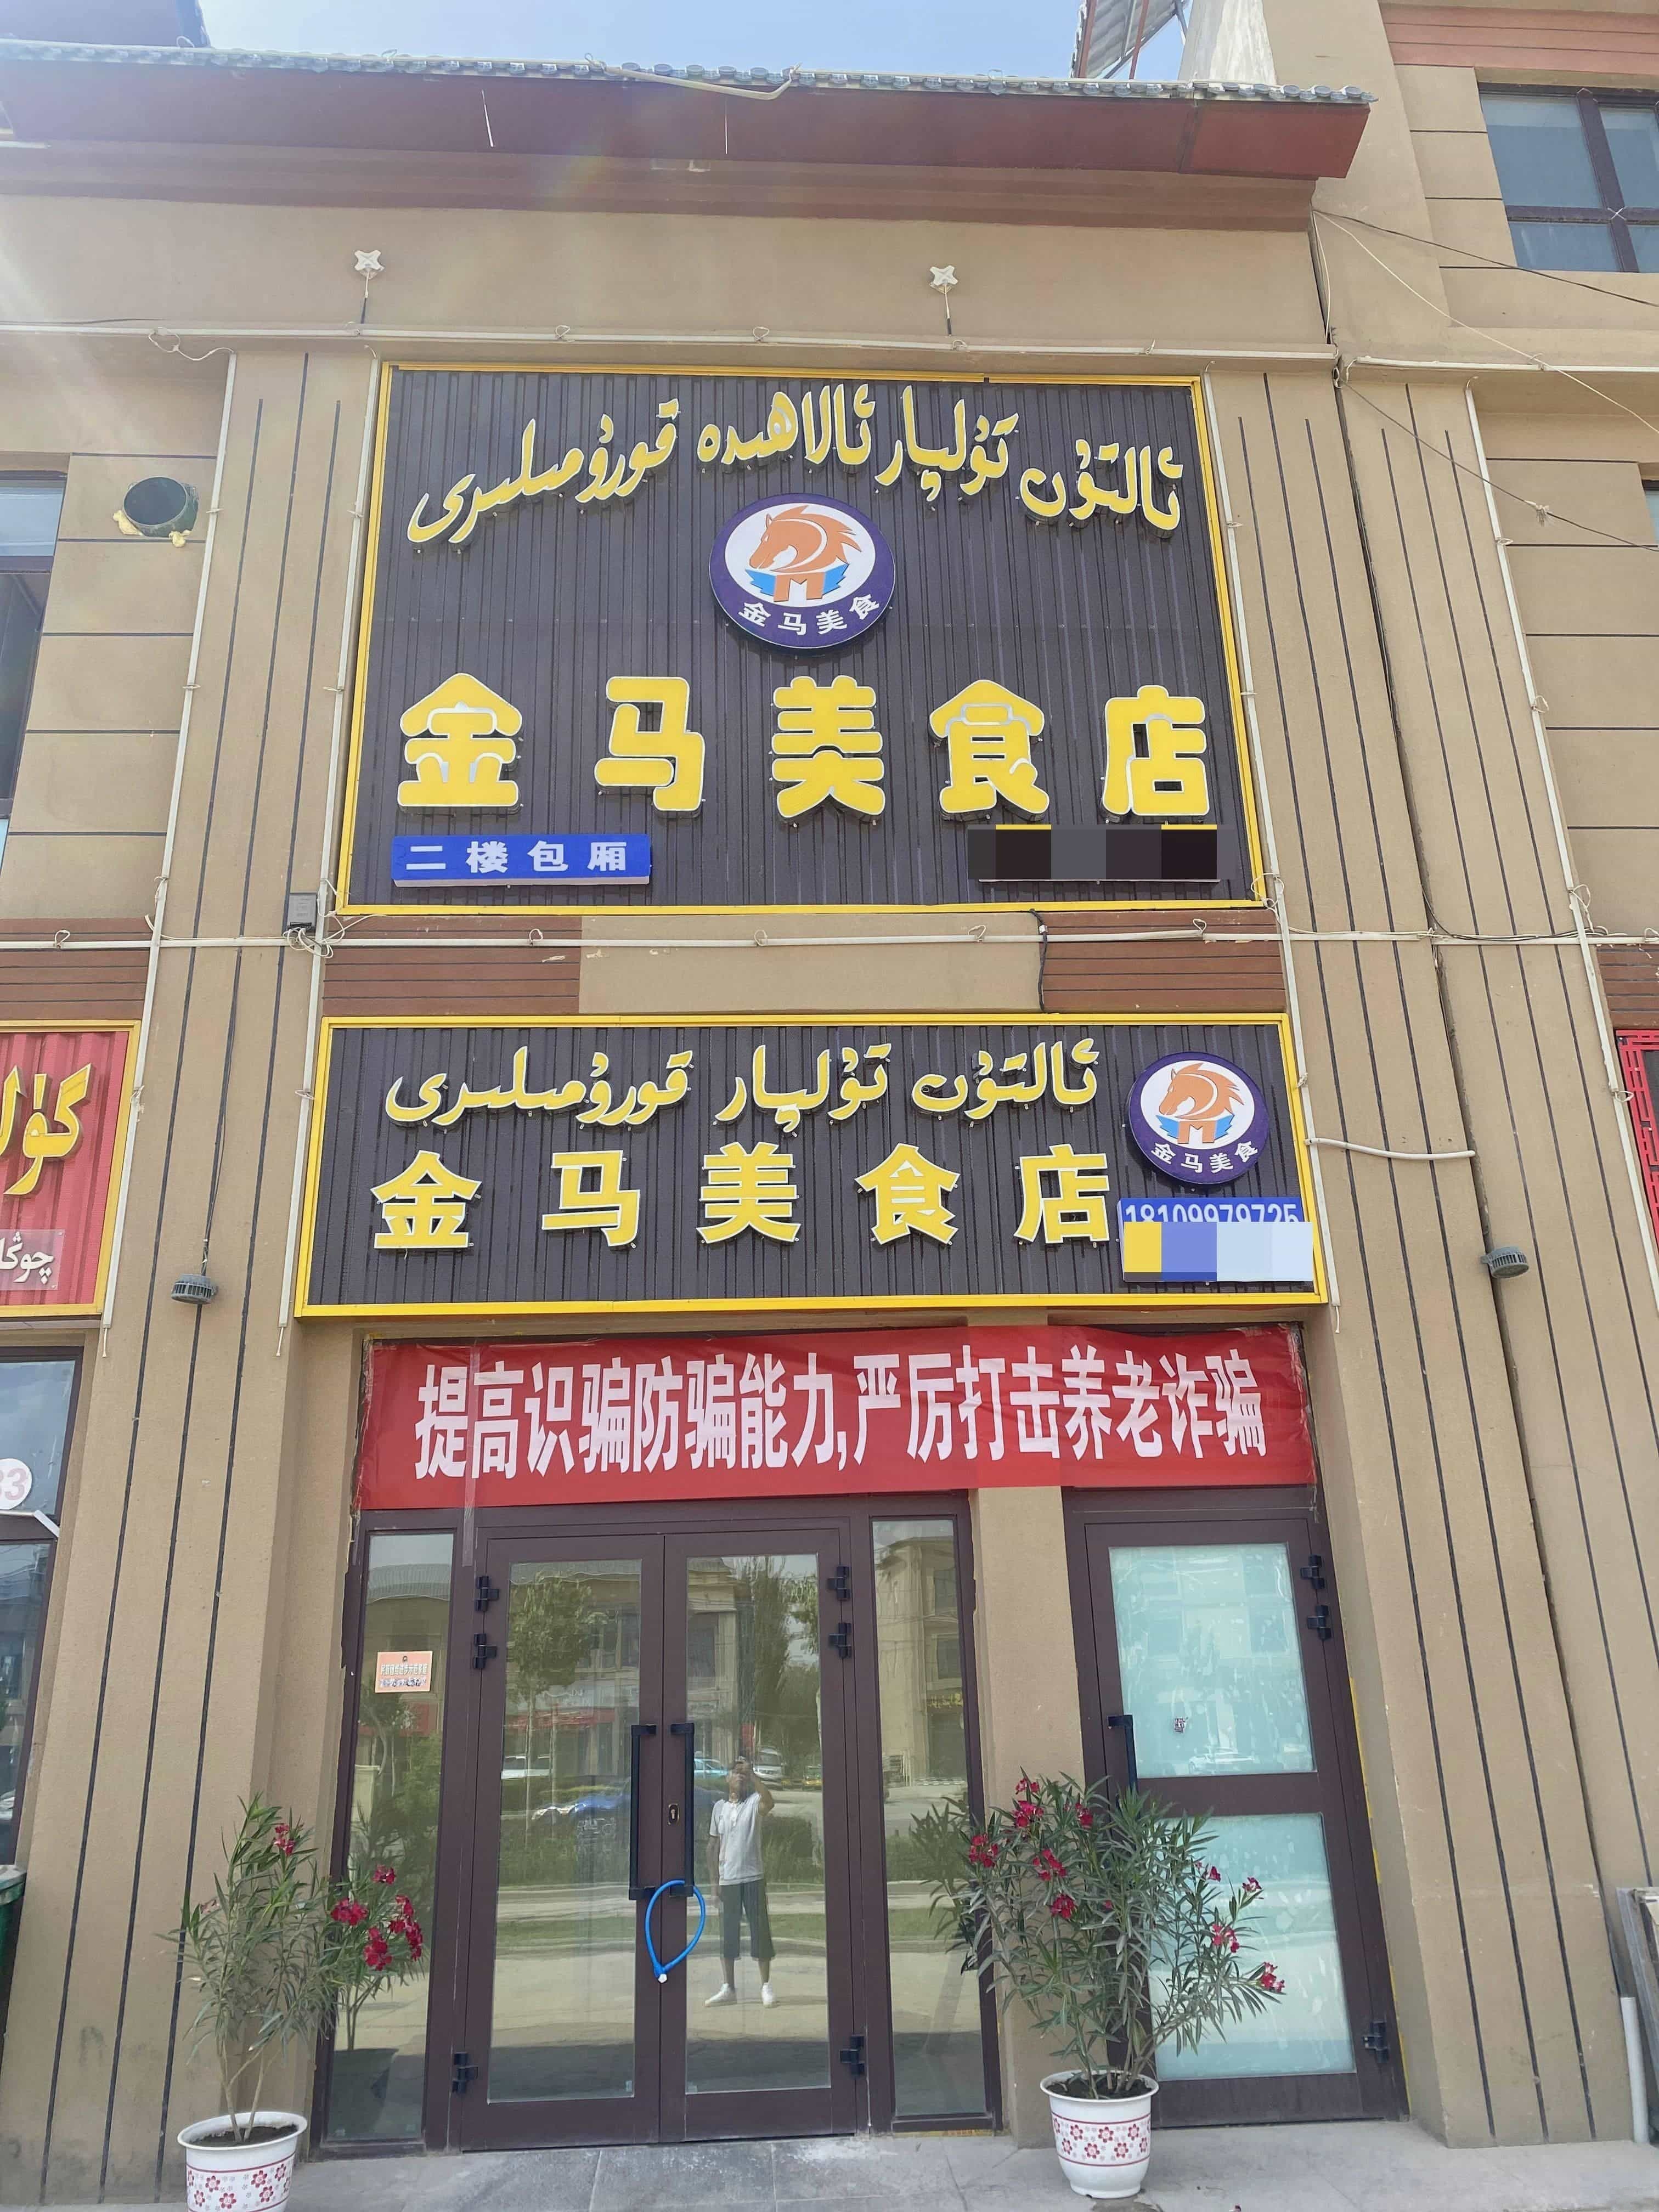 ئالتۇن تۇلپار ئالاھىدە قورۇمىلىرى
金马美食
金马美食店
二楼包厢
ئالتۇن تۇلپار قورۇمىلىرى
金马美食店
金马美食
18109979725
提高识骗防骗能力,严厉打击养老诈骗
33